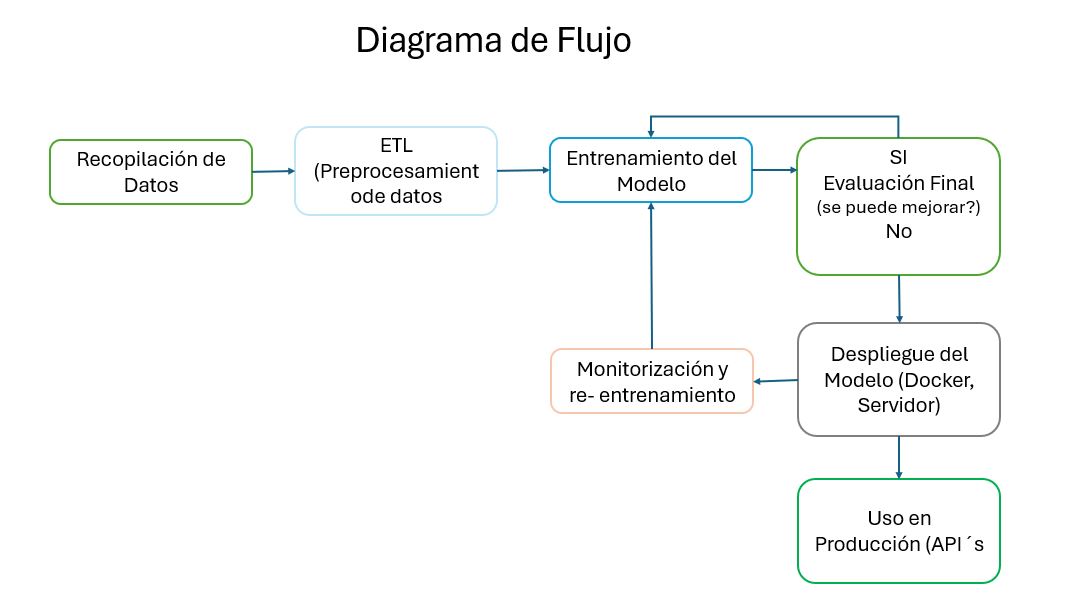 Diagrama de Flujo
Recopilación de
Datos
ETL
(Preprocesamient
ode datos
Entrenamiento del
Modelo
SI
Evaluación Final
(se puede mejorar?)
No
Despliegue del
Modelo (Docker,
Servidor)
Monitorización y
re- entrenamiento
Uso en
Producción (API ´s